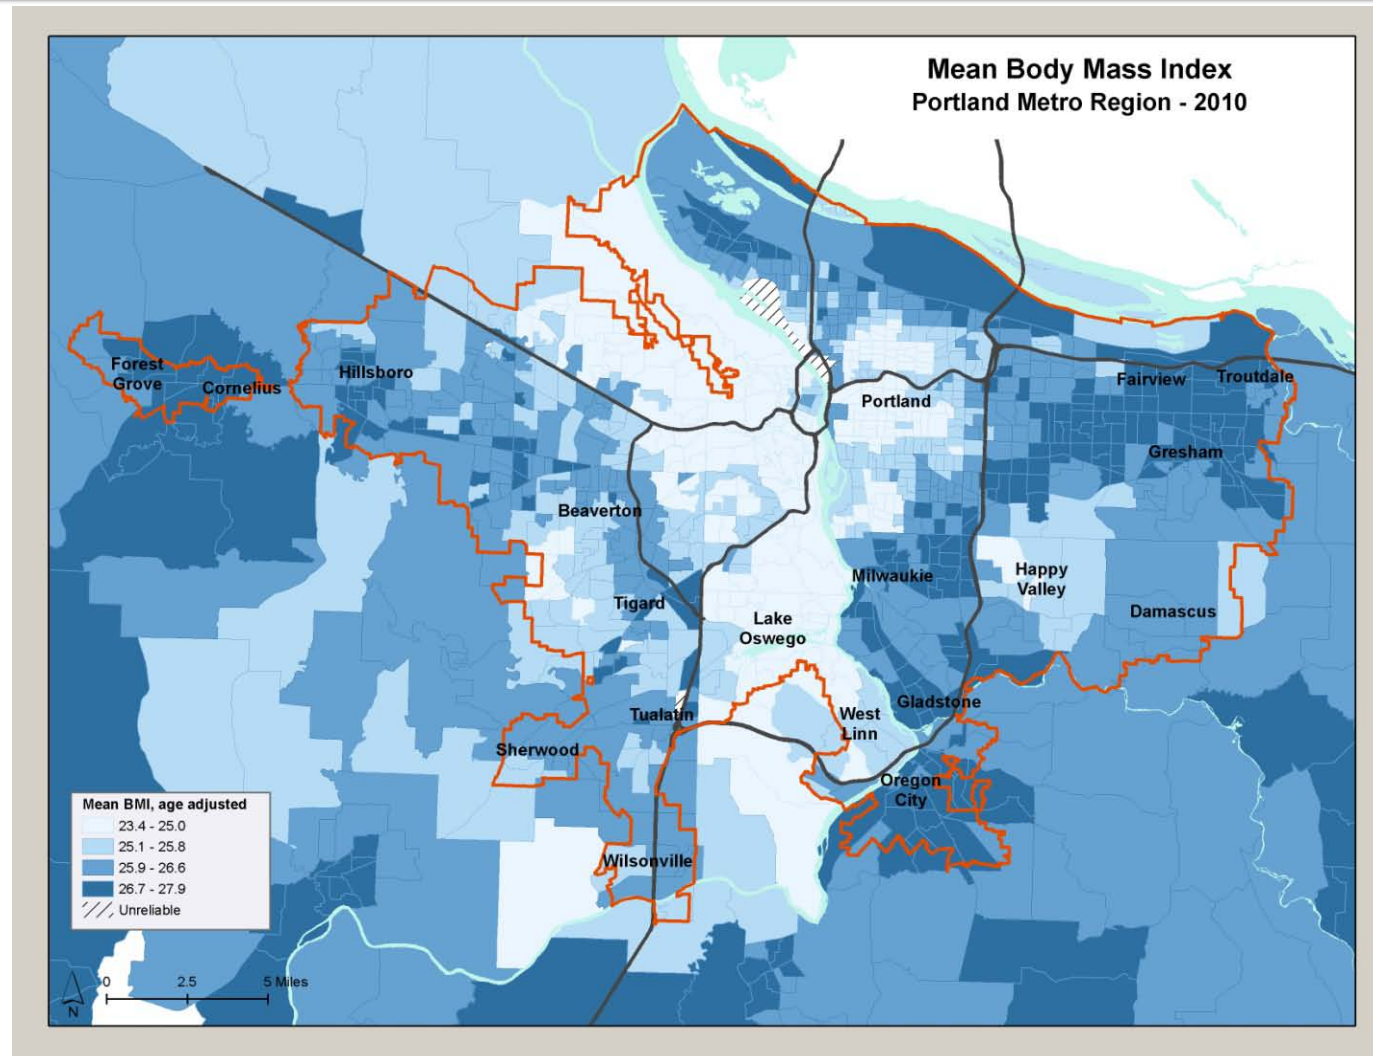 Mean Body Mass Index
Portland Metro Region - 2010
Forest
Grove
Cornelius
Hillsboro
Portland
Fairview
Troutdale
Gresham
Beaverton
Milwaukie
Happy
Valley
Tigard
Lake
Oswego
Damascus
Tualatin
West
Linn
Gladstone
Sherwood
Oregon
City
Wilsonville
Mean BMI, age adjusted
23.4 - 25.0
25.1 - 25.8
25.9 - 26.6
26.7 - 27.9
Unreliable
0 2.5 5 Miles
N